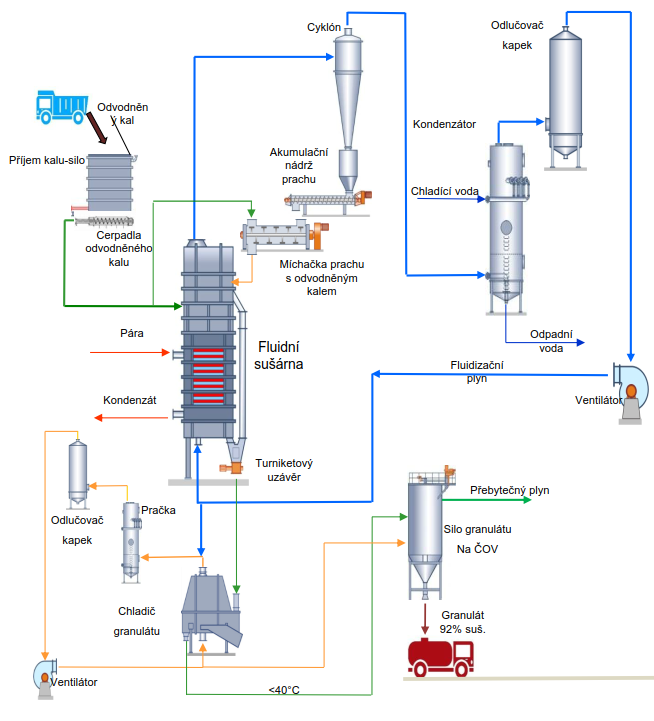 Cyklón
Odlučovač
kapek
Odvodněn
ý kal
Kondenzátor
Příjem kalu-silo
Akumulační
nádrž
prachu
Chladící voda
Cerpadla
odvodněného
kalu
Míchačka prachu
s odvodněným
kalem
Pára
Fluidní
sušárna
Odpadní
voda
Fluidizační
plyn
Kondenzát
Ventilátor
Turniketový
uzávěr
Přebytečný plyn
Odlučovač
kapek
Pračka
Silo granulátu
Na ČOV
Chladič
granulátu
Granulát
92% suš.
Ventilátor
<40°C